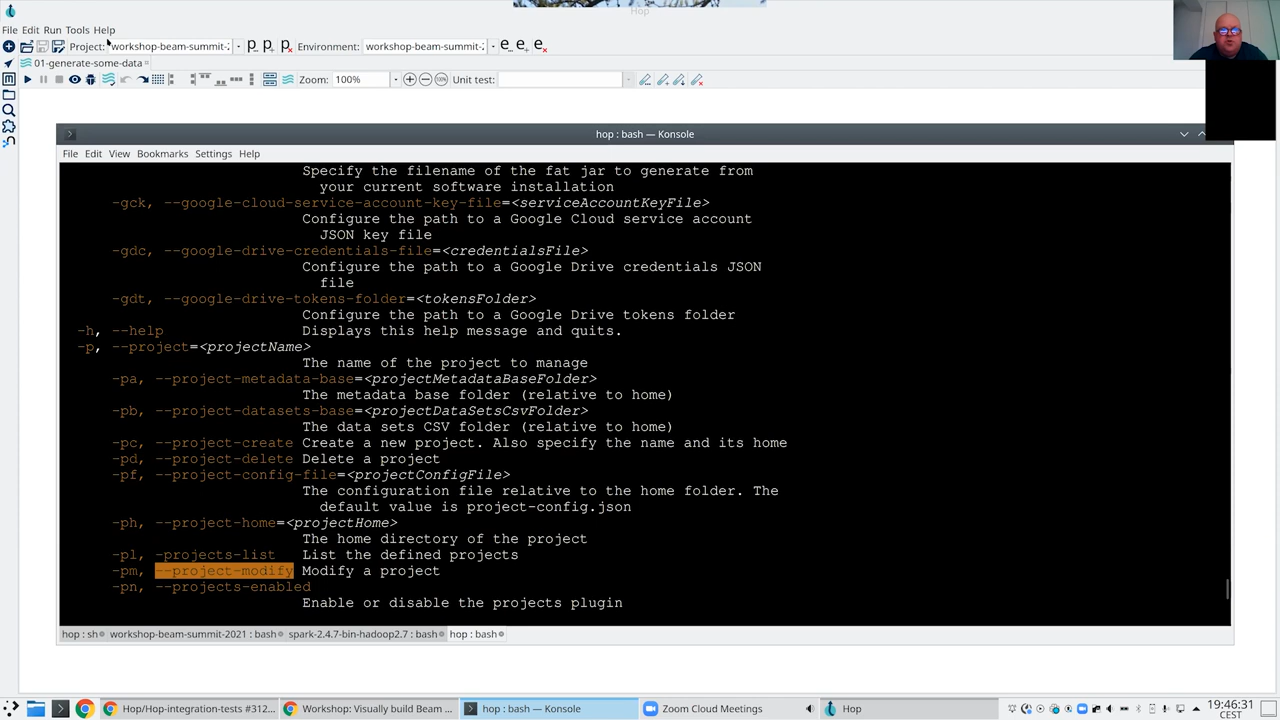 Hop
File Edit Run Tools Help
Project: workshop-beam-summit-2 Environment: workshop-beam-summit-2
01-generate-some-data
Zoom: 100% Unit test:
hop : bash — Konsole
File Edit View Bookmarks Settings Help
Specify the filename of the fat jar to generate from
your current software installation
-gck, --google-cloud-service-account-key-file=<serviceAccountKeyFile>
Configure the path to a Google Cloud service account
JSON key file
-gdc, --google-drive-credentials-file=<credentialsFile>
Configure the path to a Google Drive credentials JSON
file
-gdt, --google-drive-tokens-folder=<tokensFolder>
Configure the path to a Google Drive tokens folder
-h, --help Displays this help message and quits.
-p, --project=<projectName>
The name of the project to manage
-pa, --project-metadata-base=<projectMetadataBaseFolder>
The metadata base folder (relative to home)
-pb, --project-datasets-base=<projectDataSetsCsvFolder>
The data sets CSV folder (relative to home)
-pc, --project-create Create a new project. Also specify the name and its home
-pd, --project-delete Delete a project
-pf, --project-config-file=<projectConfigFile>
The configuration file relative to the home folder. The
default value is project-config.json
-ph, --project-home=<projectHome>
The home directory of the project
-pl, -projects-list List the defined projects
-pm, --project-modify Modify a project
-pn, --projects-enabled
Enable or disable the projects plugin
hop : sh workshop-beam-summit-2021 : bash spark-2.4.7-bin-hadoop2.7 : bash hop : bash
Hop/Hop-integration-tests #312... Workshop: Visually build Beam ... hop : bash — Konsole Zoom Cloud Meetings Hop 19:46:31
CEST